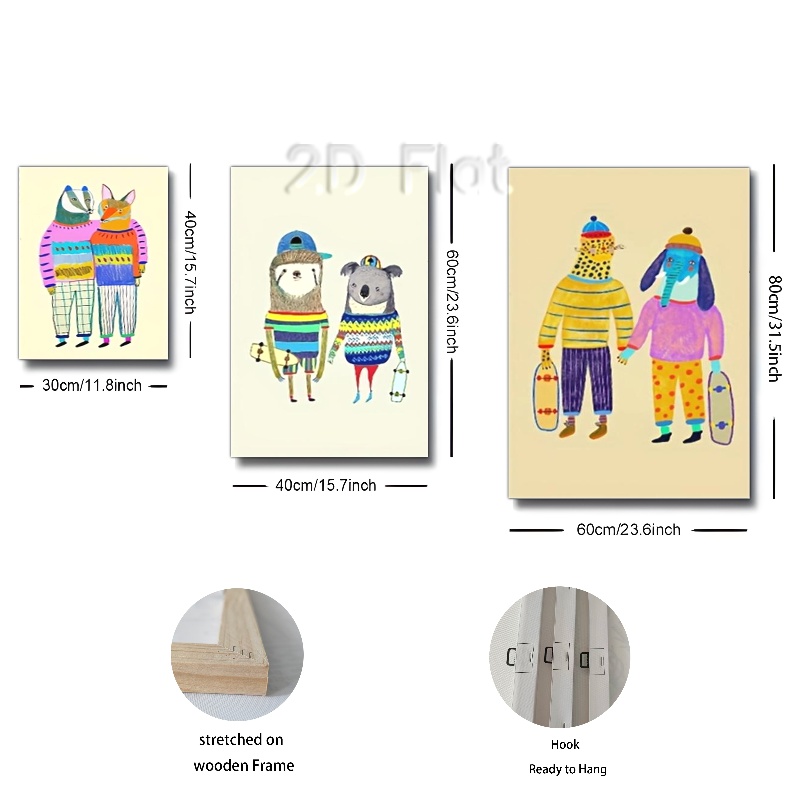 2D Flat
40cm/15.7inch
60cm/23.6inch
80cm/31.5inch
30cm/11.8inch
40cm/15.7inch
60cm/23.6inch
stretched on
wooden Frame
Hook
Ready to Hang